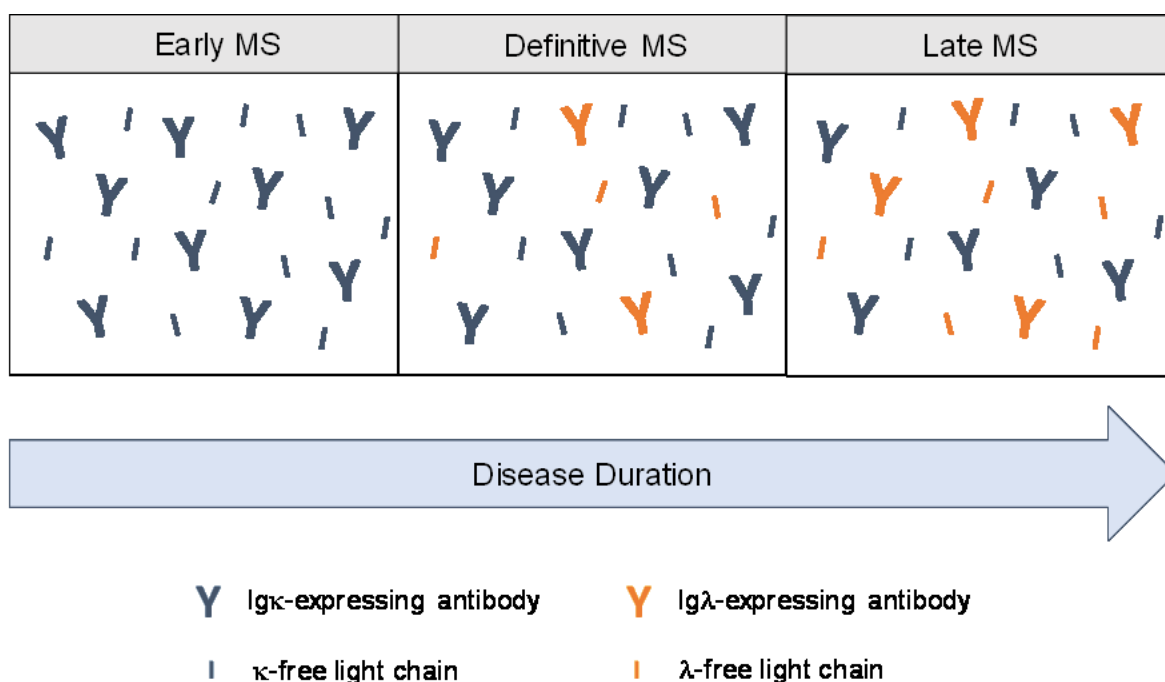 Early MS
Definitive MS
Late MS
Disease Duration
Igκ-expressing antibody
Igλ-expressing antibody
κ-free light chain
λ-free light chain